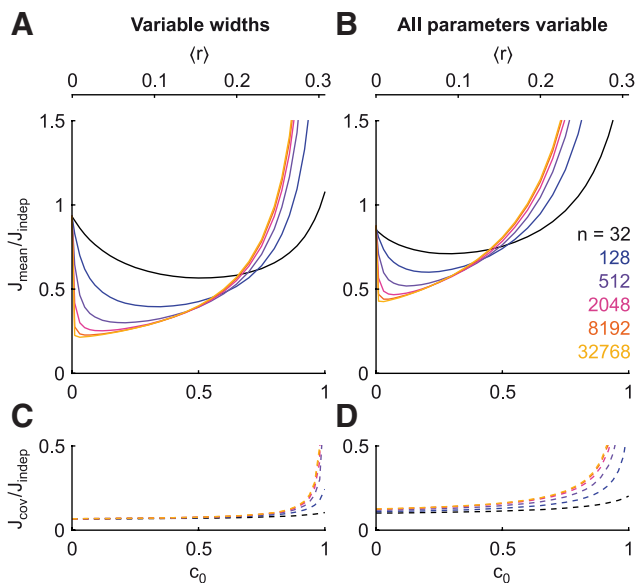 A Variable widths B All parameters variable
⟨r⟩ ⟨r⟩
0 0.1 0.2 0.3 0 0.1 0.2 0.3
1.5 1.5
J_mean/J_indep
1 1
n = 32
128
0.5 0.5 512
2048
8192
32768
0 0
0 0.5 1 0 0.5 1
C D
0.5 0.5
J_cov/J_indep
0 0
0 0.5 1 0 0.5 1
c_0 c_0